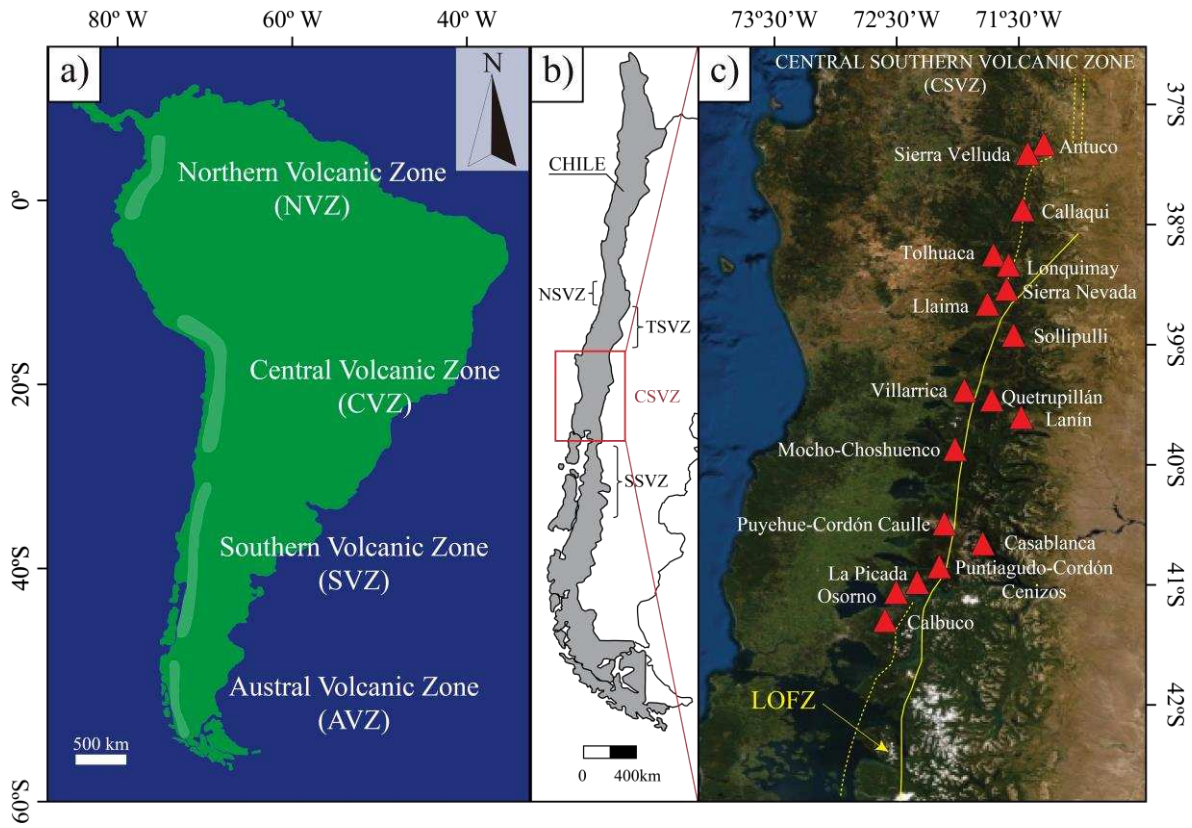 80º W
60º W
40º W
73º30'W
72º30'W
71º30'W
a)
N
Northern Volcanic Zone
(NVZ)
Central Volcanic Zone
(CVZ)
Southern Volcanic Zone
(SVZ)
Austral Volcanic Zone
(AVZ)
500 km
0º
20ºS
40ºS
60ºS
b)
CHILE
NSVZ
TSVZ
CSVZ
SSVZ
0
400km
c)
CENTRAL SOUTHERN VOLCANIC ZONE
(CSVZ)
Sierra Velluda
Antuco
Callaqui
Tolhuaca
Lonquimay
Sierra Nevada
Llaima
Sollipulli
Villarrica
Quetrupillán
Lanín
Mocho-Choshuenco
Puyehue-Cordón Caulle
Casablanca
Puntiagudo-Cordón
Cenizos
La Picada
Osorno
Calbuco
LOFZ
37ºS
38ºS
39ºS
40ºS
41ºS
42ºS